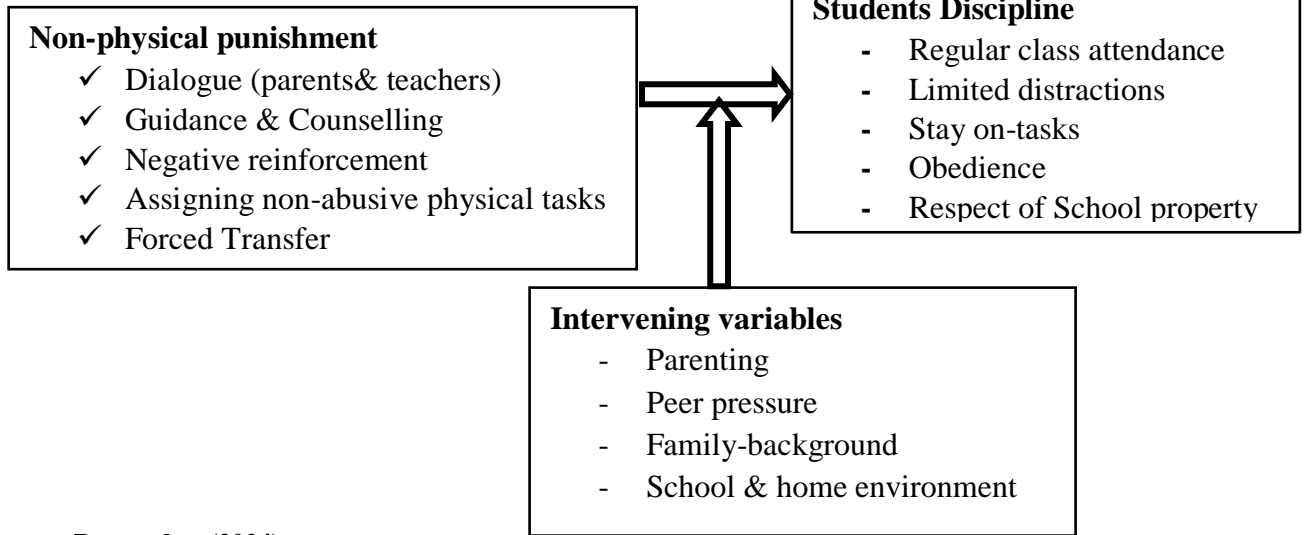 Non-physical punishment
✓ Dialogue (parents& teachers)
✓ Guidance & Counselling
✓ Negative reinforcement
✓ Assigning non-abusive physical tasks
✓ Forced Transfer
Students Discipline
- Regular class attendance
- Limited distractions
- Stay on-tasks
- Obedience
- Respect of School property
Intervening variables
- Parenting
- Peer pressure
- Family-background
- School & home environment